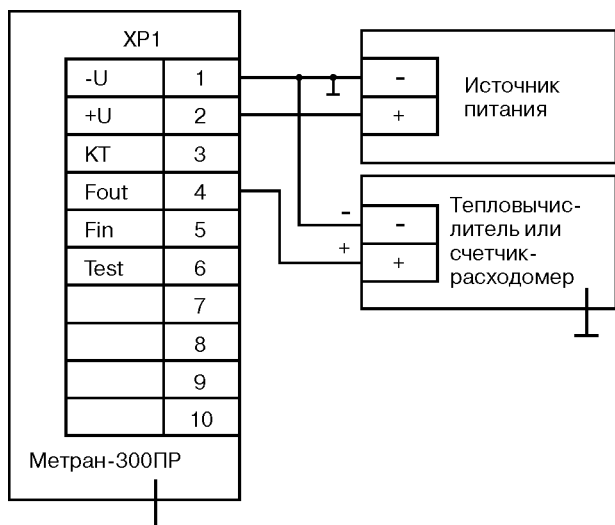 XP1
-U 1
+U 2
KT 3
Fout 4
Fin 5
Test 6
7
8
9
10
Метран-300ПР
-
+
Источник
питания
-
+
-
+
Тепловычис-
литель или
счетчик-
расходомер